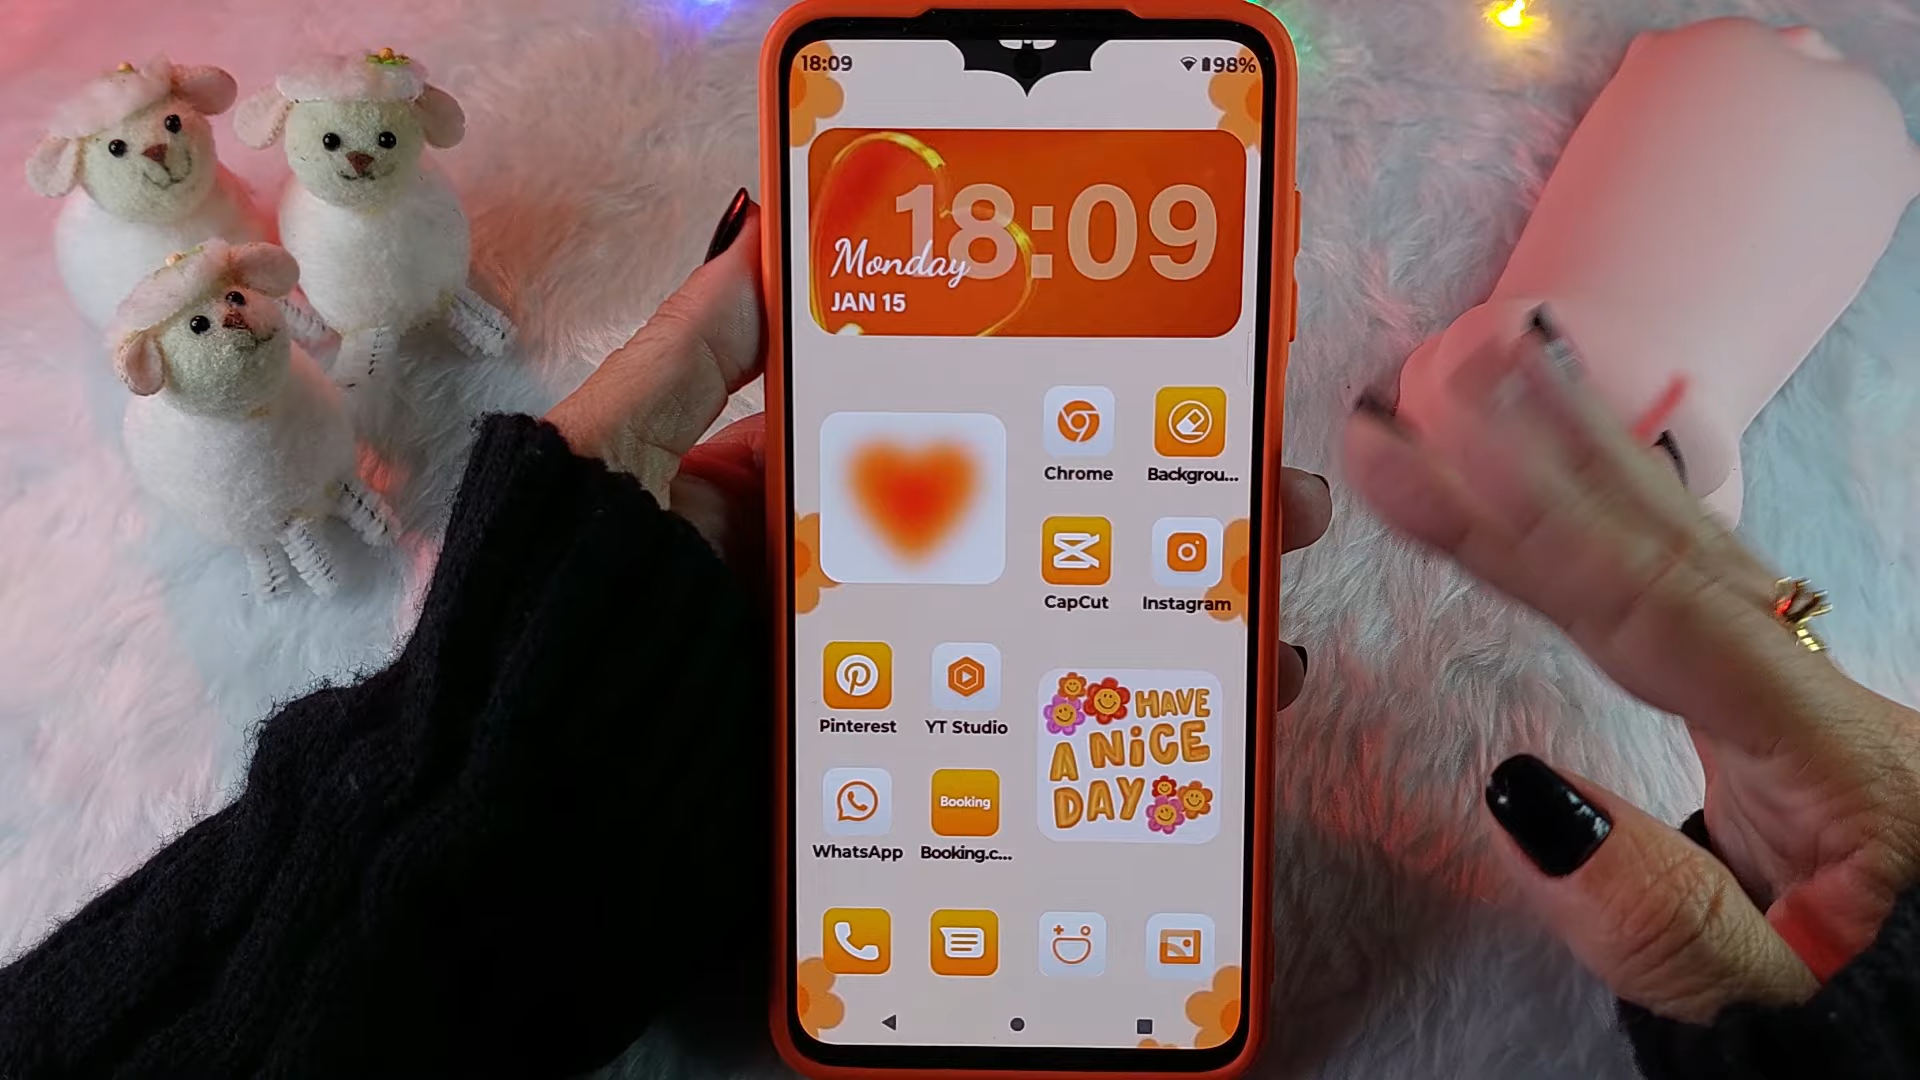 18:09
98%
18:09
Monday
JAN 15
Chrome
Backgrou...
CapCut
Instagram
Pinterest
YT Studio
HAVE
A NiCE
DAY
Booking
WhatsApp
Booking.c...